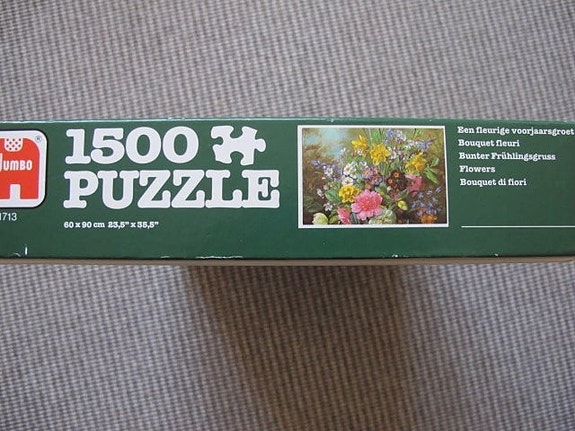 Jumbo
®
1713
1500
PUZZLE
60 x 90 cm 23,5" x 35,5"
Een fleurige voorjaarsgroet
Bouquet fleuri
Bunter Frühlingsgruss
Flowers
Bouquet di fiori